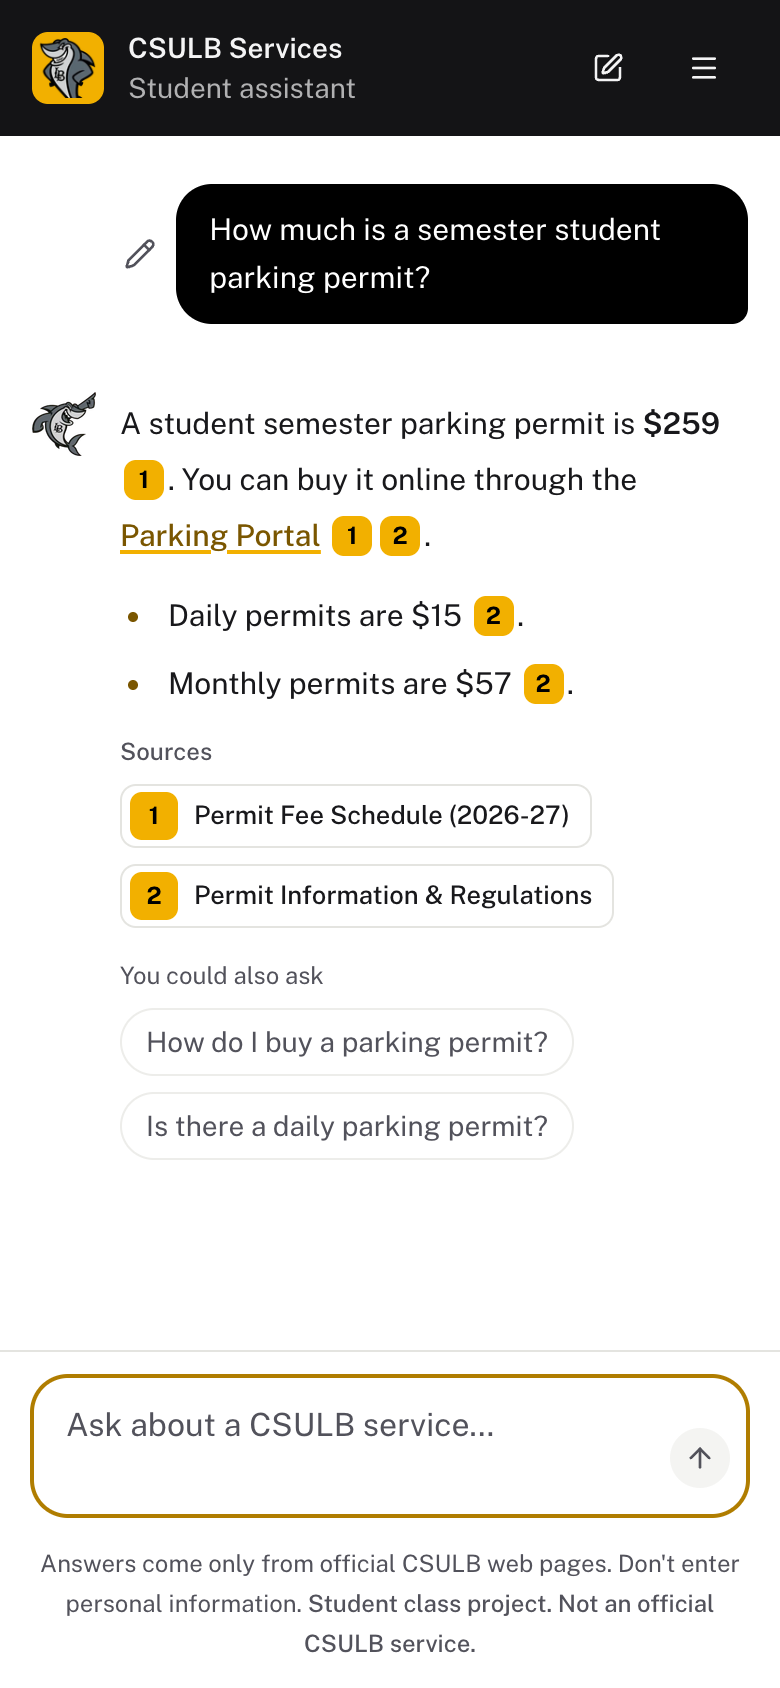 CSULB Services
Student assistant
How much is a semester student
parking permit?
A student semester parking permit is $259
1. You can buy it online through the
Parking Portal 1 2.
• Daily permits are $15 2.
• Monthly permits are $57 2.
Sources
1 Permit Fee Schedule (2026-27)
2 Permit Information & Regulations
You could also ask
How do I buy a parking permit?
Is there a daily parking permit?
Ask about a CSULB service...
Answers come only from official CSULB web pages. Don't enter
personal information. Student class project. Not an official
CSULB service.